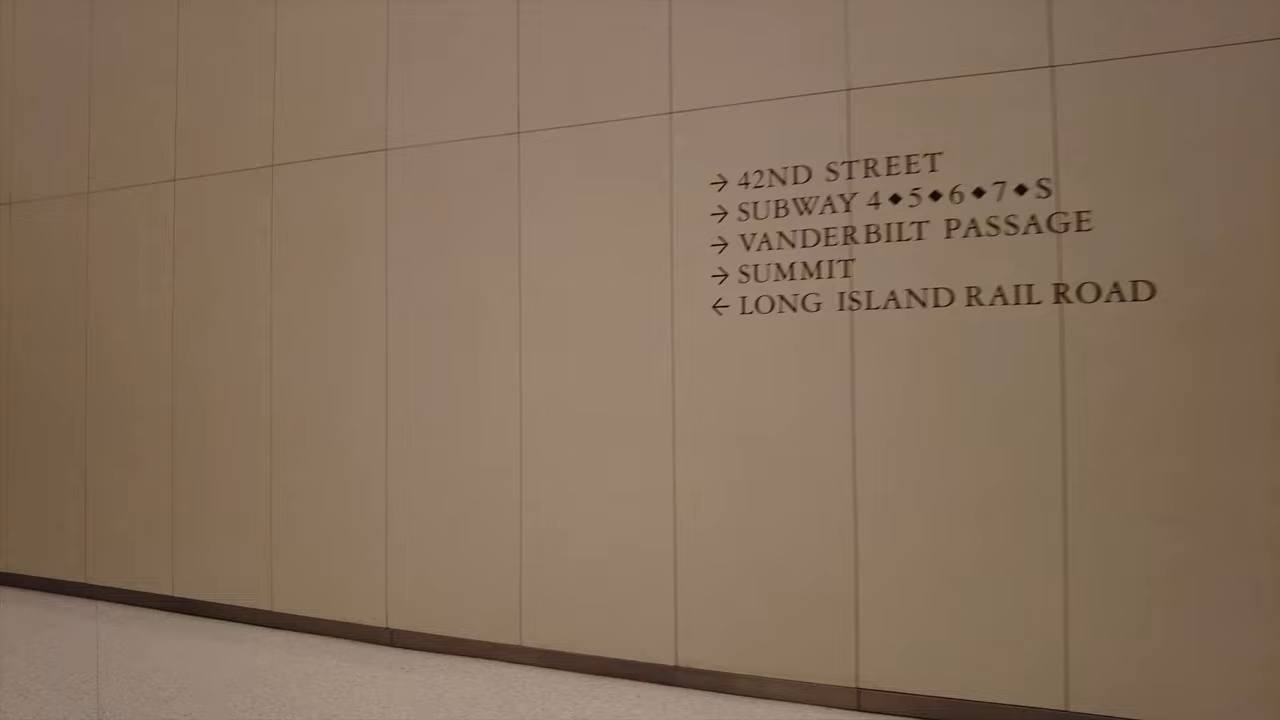 → 42ND STREET
→ SUBWAY 4◆5◆6◆7◆S
→ VANDERBILT PASSAGE
→ SUMMIT
← LONG ISLAND RAIL ROAD